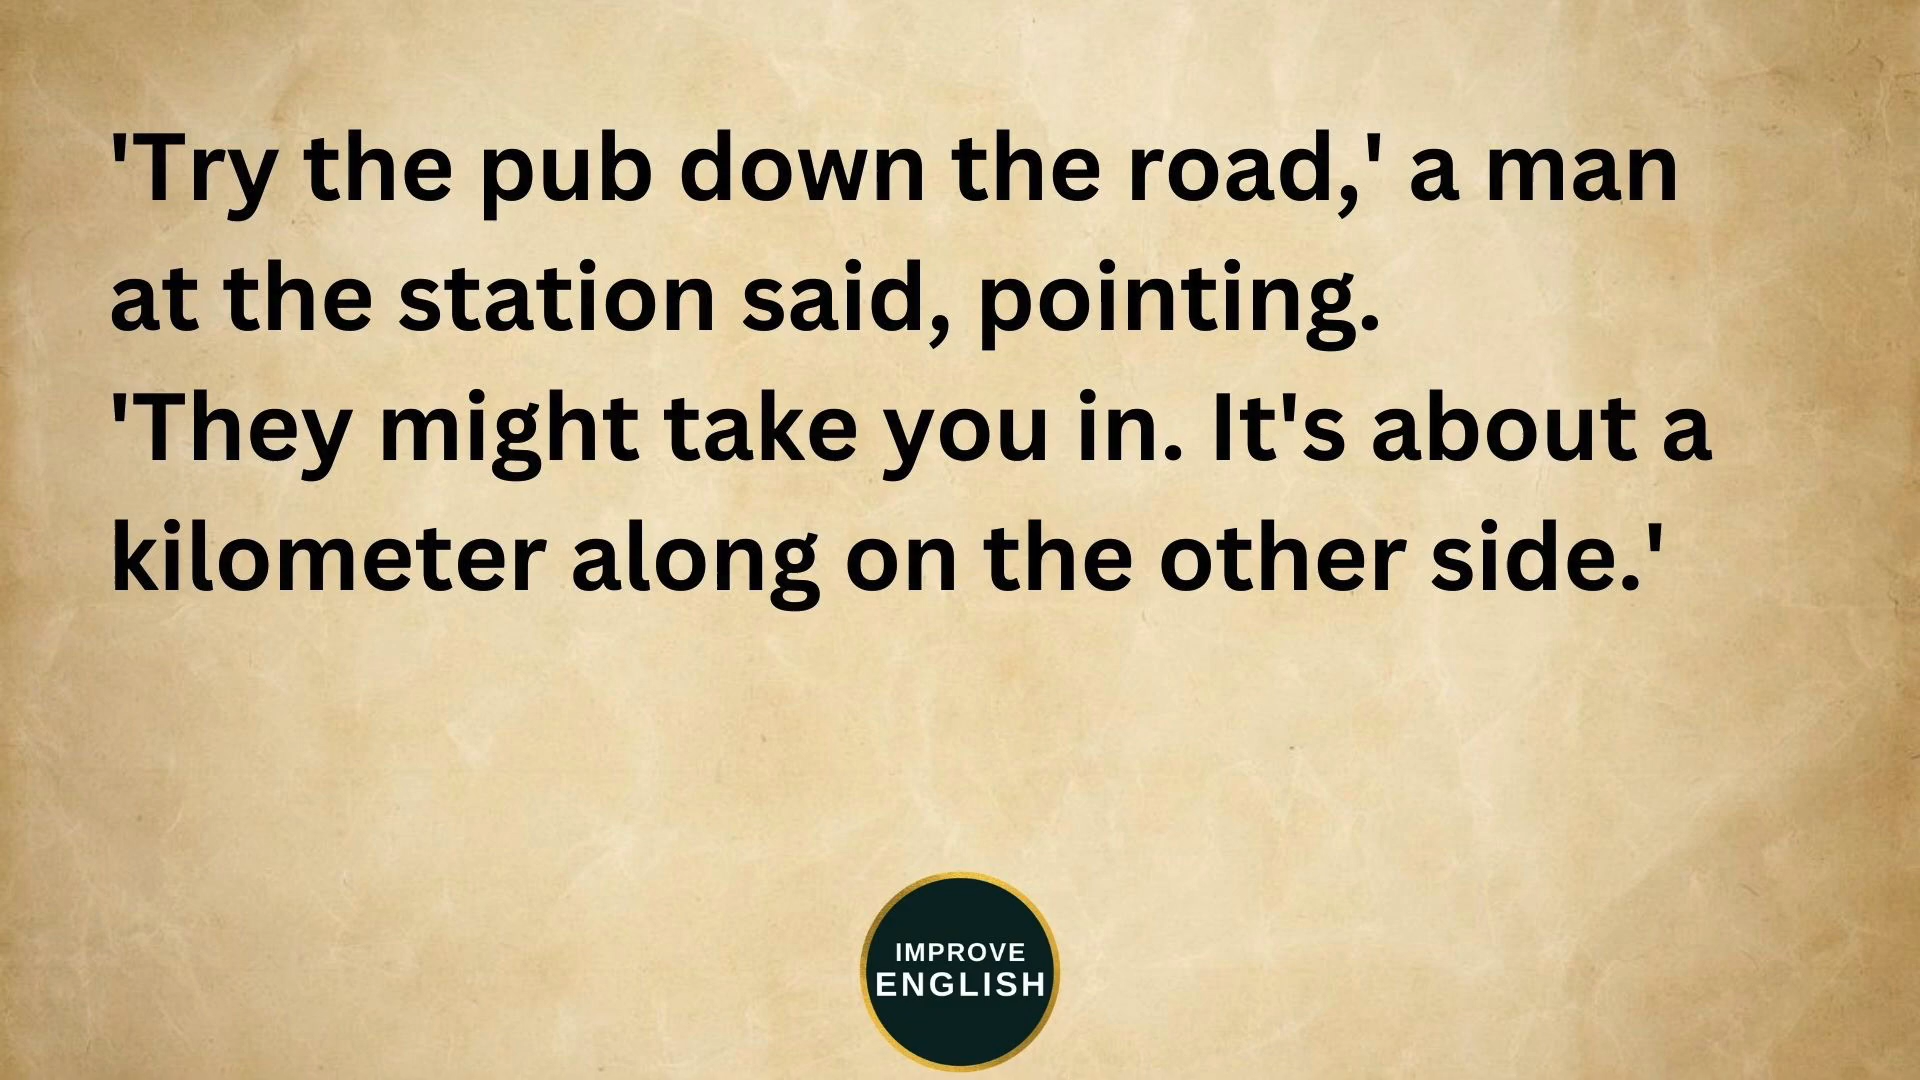 'Try the pub down the road,' a man
at the station said, pointing.
'They might take you in. It's about a
kilometer along on the other side.'
IMPROVE
ENGLISH